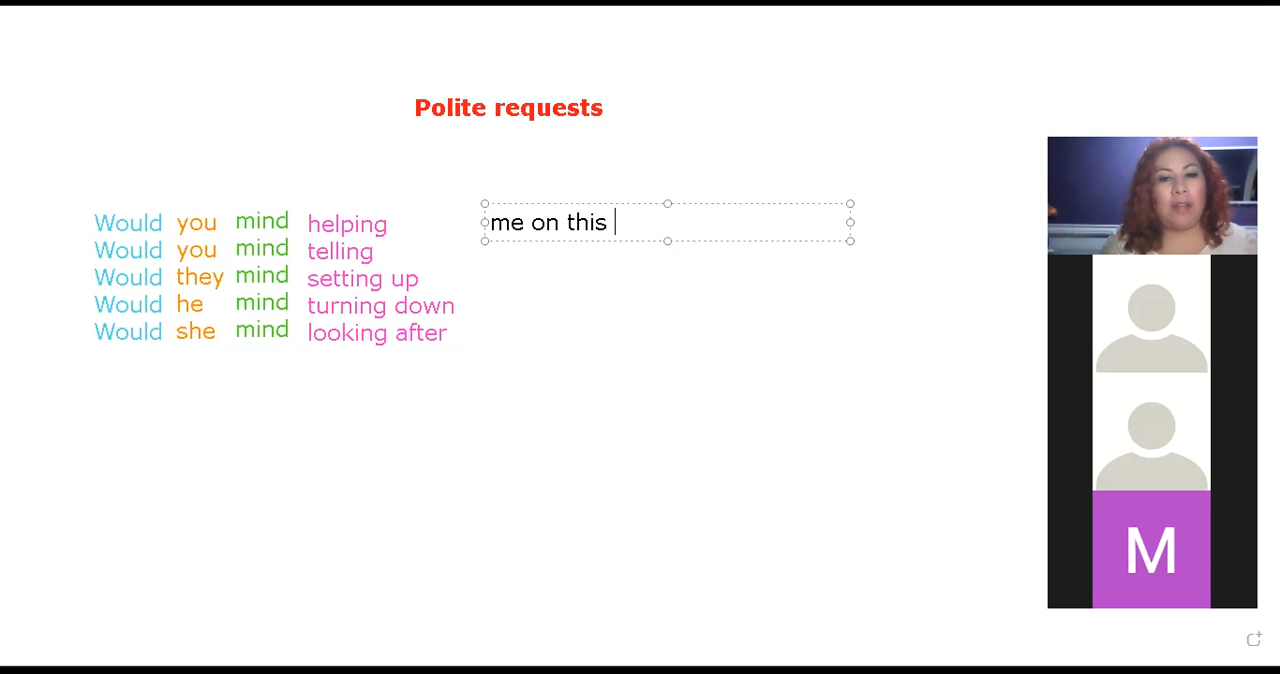 Polite requests
Would you mind helping me on this
Would you mind telling
Would they mind setting up
Would he mind turning down
Would she mind looking after
M